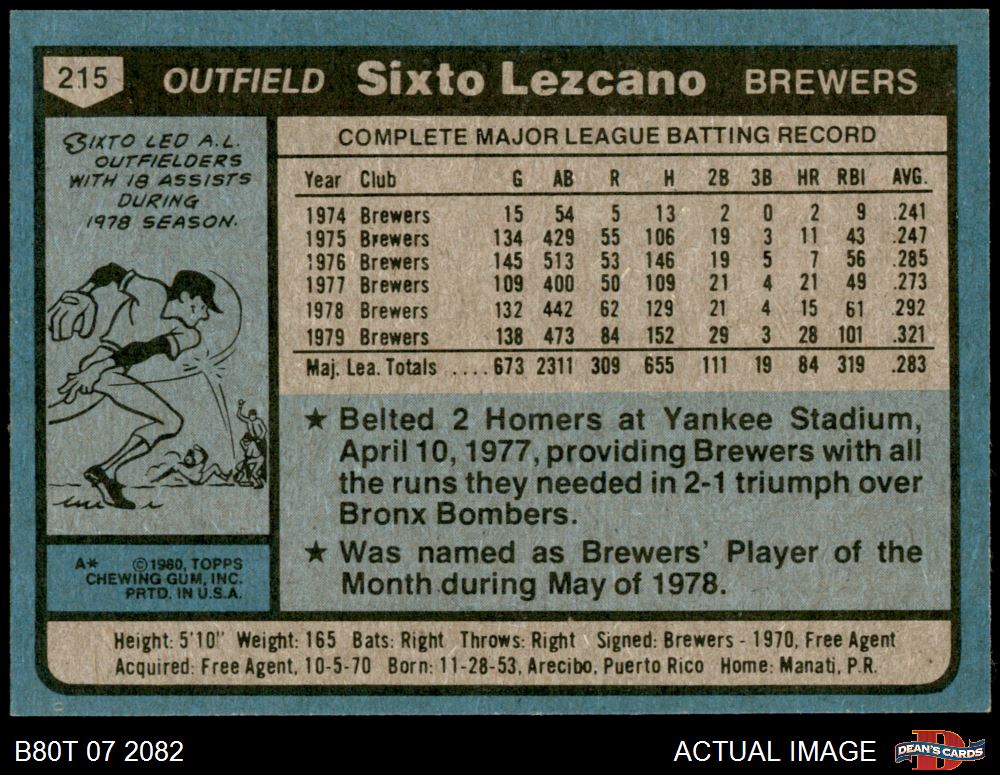 215 OUTFIELD Sixto Lezcano BREWERS
SIXTO LED A.L.
OUTFIELDERS
WITH 18 ASSISTS
DURING
1978 SEASON.
COMPLETE MAJOR LEAGUE BATTING RECORD
Year Club G AB R H 2B 3B HR RBI AVG.
1974 Brewers 15 54 5 13 2 0 2 9 .241
1975 Brewers 134 429 55 106 19 3 11 43 .247
1976 Brewers 145 513 53 146 19 5 7 56 .285
1977 Brewers 109 400 50 109 21 4 21 49 .273
1978 Brewers 132 442 62 129 21 4 15 61 .292
1979 Brewers 138 473 84 152 29 3 28 101 .321
Maj. Lea. Totals ....673 2311 309 655 111 19 84 319 .283
★ Belted 2 Homers at Yankee Stadium,
April 10, 1977, providing Brewers with all
the runs they needed in 2-1 triumph over
Bronx Bombers.
★ Was named as Brewers' Player of the
Month during May of 1978.
A* ©1980, TOPPS
CHEWING GUM, INC.
PRTD. IN U.S.A.
Height: 5'10" Weight: 165 Bats: Right Throws: Right Signed: Brewers - 1970, Free Agent
Acquired: Free Agent, 10-5-70 Born: 11-28-53, Arecibo, Puerto Rico Home: Manati, P.R.
B80T 07 2082 ACTUAL IMAGE DEAN'S CARDS